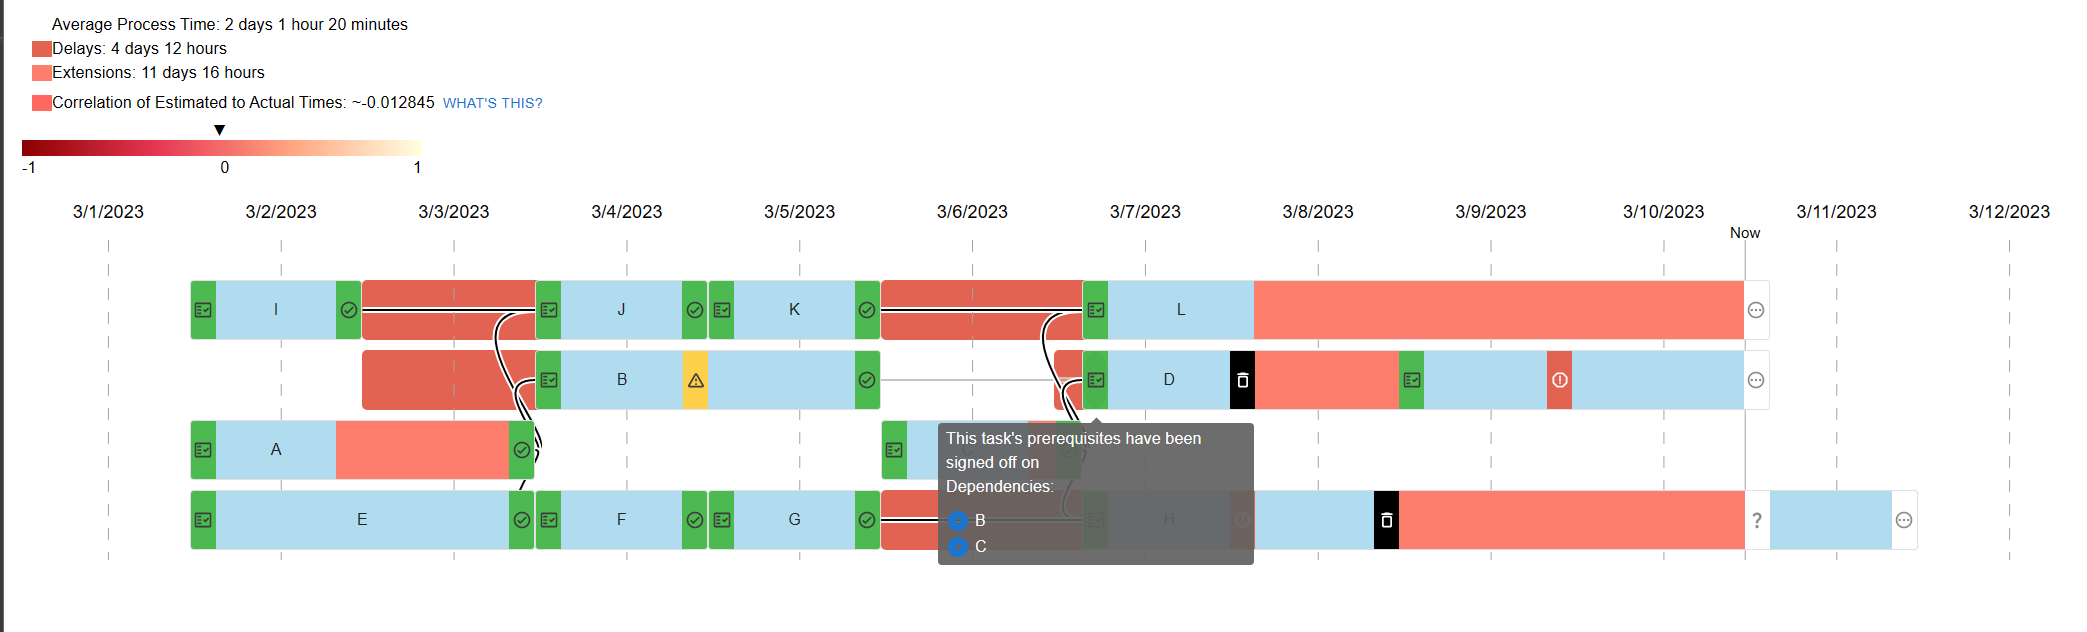 Average Process Time: 2 days 1 hour 20 minutes
Delays: 4 days 12 hours
Extensions: 11 days 16 hours
Correlation of Estimated to Actual Times: ~-0.012845 WHAT'S THIS?
-1 0 1
3/1/2023 3/2/2023 3/3/2023 3/4/2023 3/5/2023 3/6/2023 3/7/2023 3/8/2023 3/9/2023 3/10/2023 3/11/2023 3/12/2023
Now
I J K L
B D
A
E F G H ?
This task's prerequisites have been
signed off on
Dependencies:
B
C